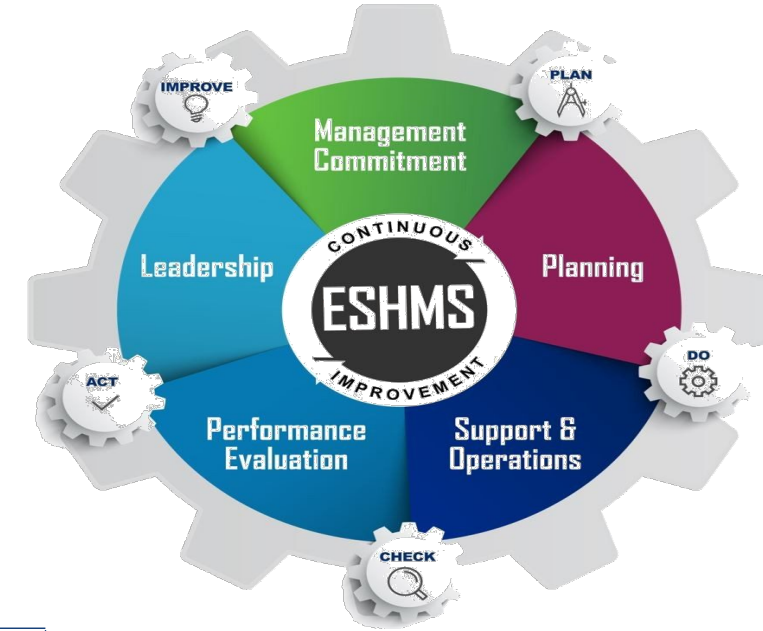 IMPROVE
PLAN
Management
Commitment
Leadership
CONTINUOUS
ESHMS
IMPROVEMENT
Planning
ACT
DO
Performance
Evaluation
Support &
Operations
CHECK